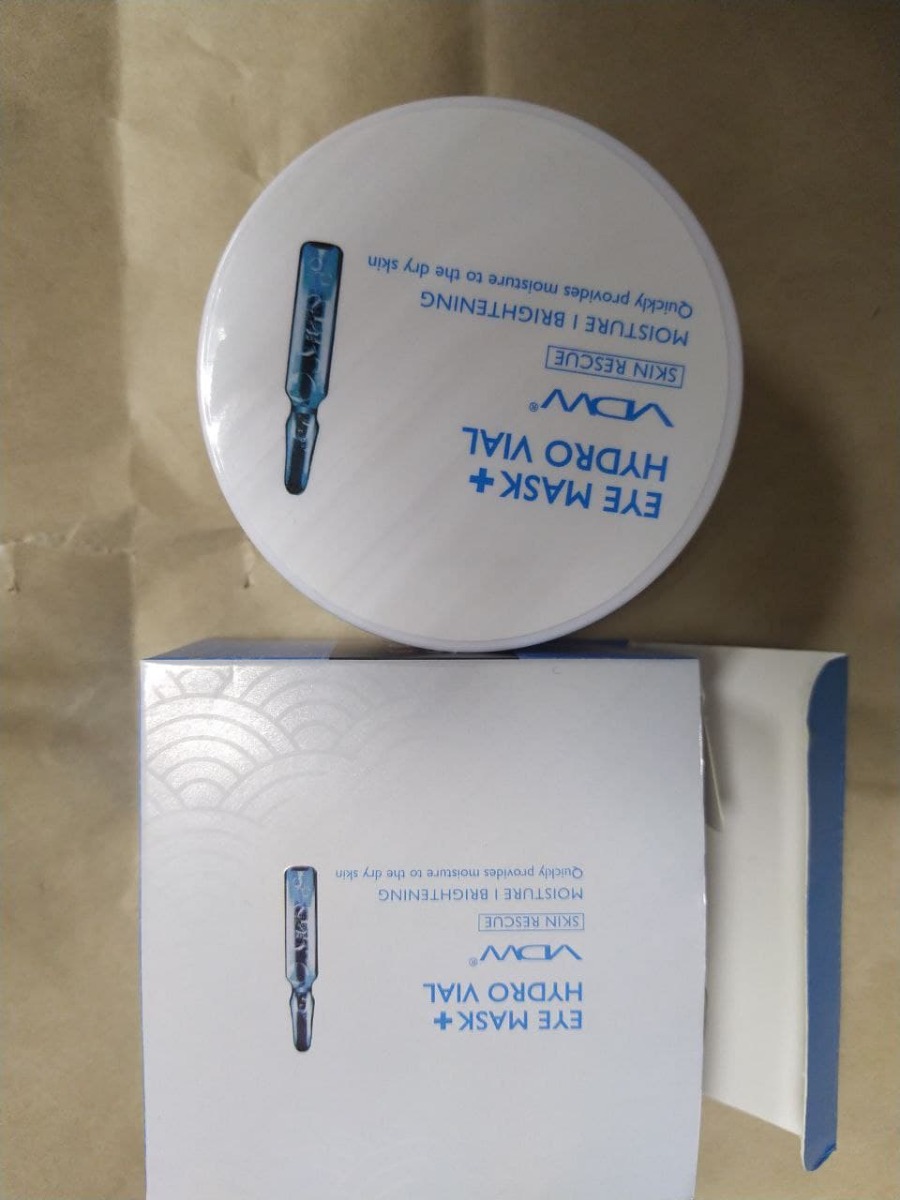 EYE MASK+
HYDRO VIAL
VDW®
SKIN RESCUE
MOISTURE I BRIGHTENING
Quickly provides moisture to the dry skin
EYE MASK+
HYDRO VIAL
VDW®
SKIN RESCUE
MOISTURE I BRIGHTENING
Quickly provides moisture to the dry skin